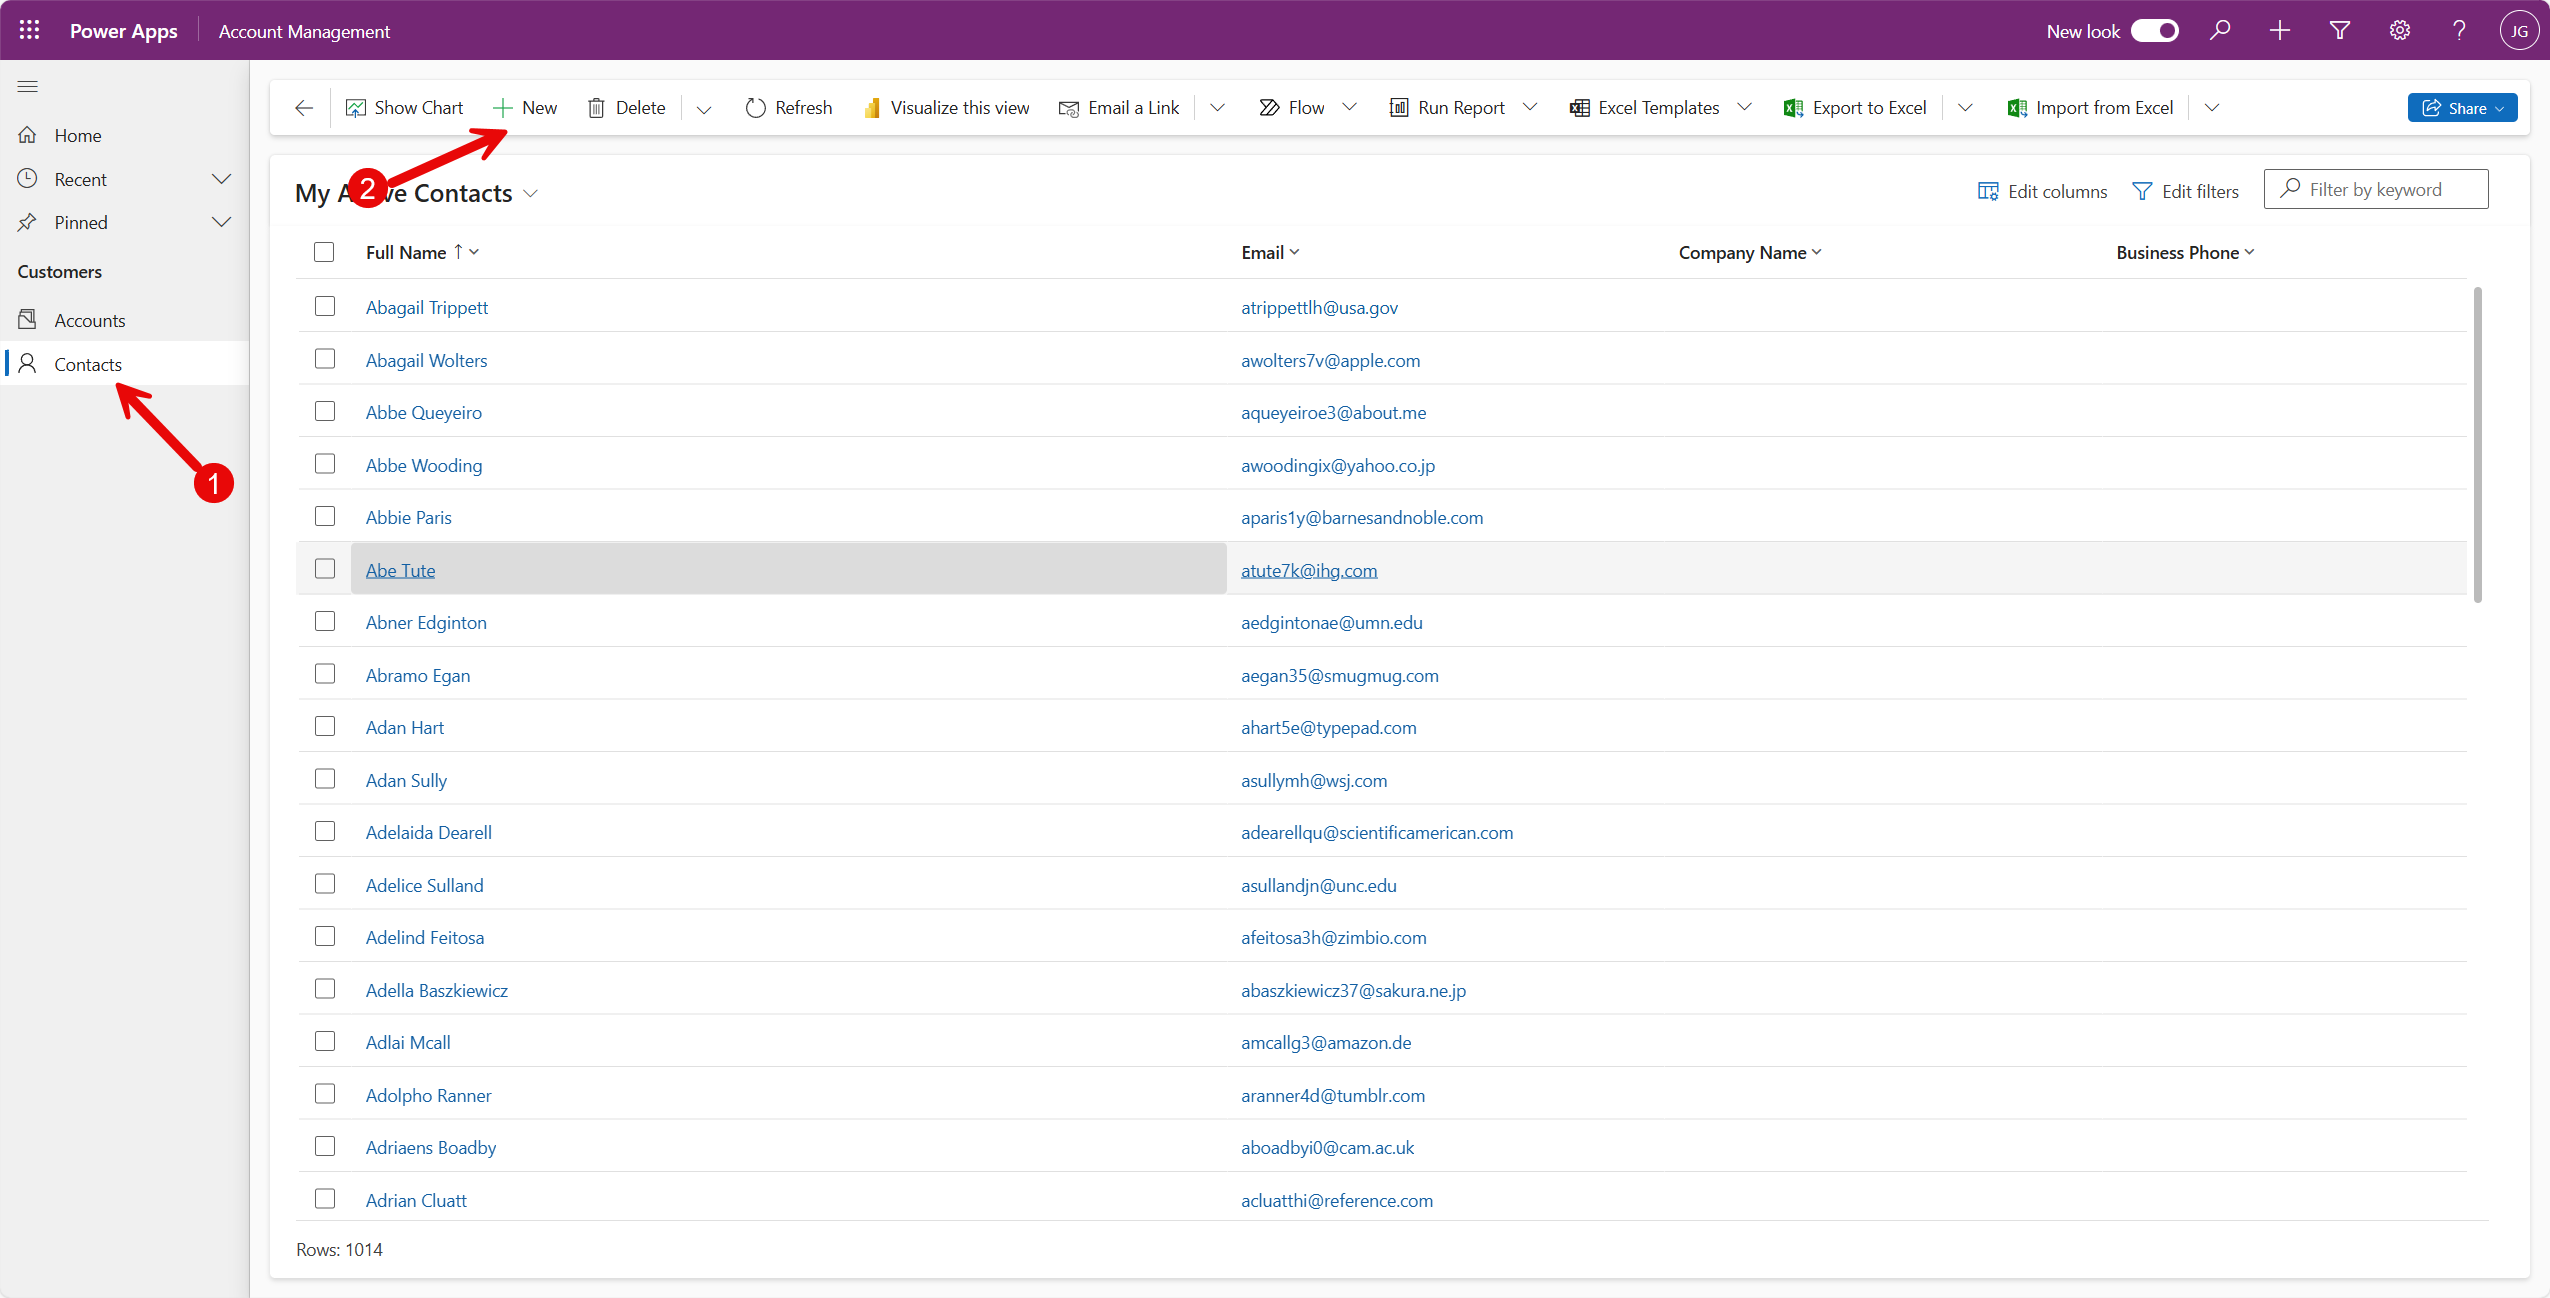 Power Apps Account Management New look JG
Show Chart New Delete Refresh Visualize this view Email a Link Flow Run Report Excel Templates Export to Excel Import from Excel Share
Home
Recent
Pinned
Customers
Accounts
Contacts
1
2
My A ve Contacts Edit columns Edit filters Filter by keyword
Full Name ↑ Email Company Name Business Phone
Abagail Trippett atrippettlh@usa.gov
Abagail Wolters awolters7v@apple.com
Abbe Queyeiro aqueyeiroe3@about.me
Abbe Wooding awoodingix@yahoo.co.jp
Abbie Paris aparis1y@barnesandnoble.com
Abe Tute atute7k@ihg.com
Abner Edginton aedgintonae@umn.edu
Abramo Egan aegan35@smugmug.com
Adan Hart ahart5e@typepad.com
Adan Sully asullymh@wsj.com
Adelaida Dearell adearellqu@scientificamerican.com
Adelice Sulland asullandjn@unc.edu
Adelind Feitosa afeitosa3h@zimbio.com
Adella Baszkiewicz abaszkiewicz37@sakura.ne.jp
Adlai Mcall amcallg3@amazon.de
Adolpho Ranner aranner4d@tumblr.com
Adriaens Boadby aboadbyi0@cam.ac.uk
Adrian Cluatt acluatthi@reference.com
Rows: 1014